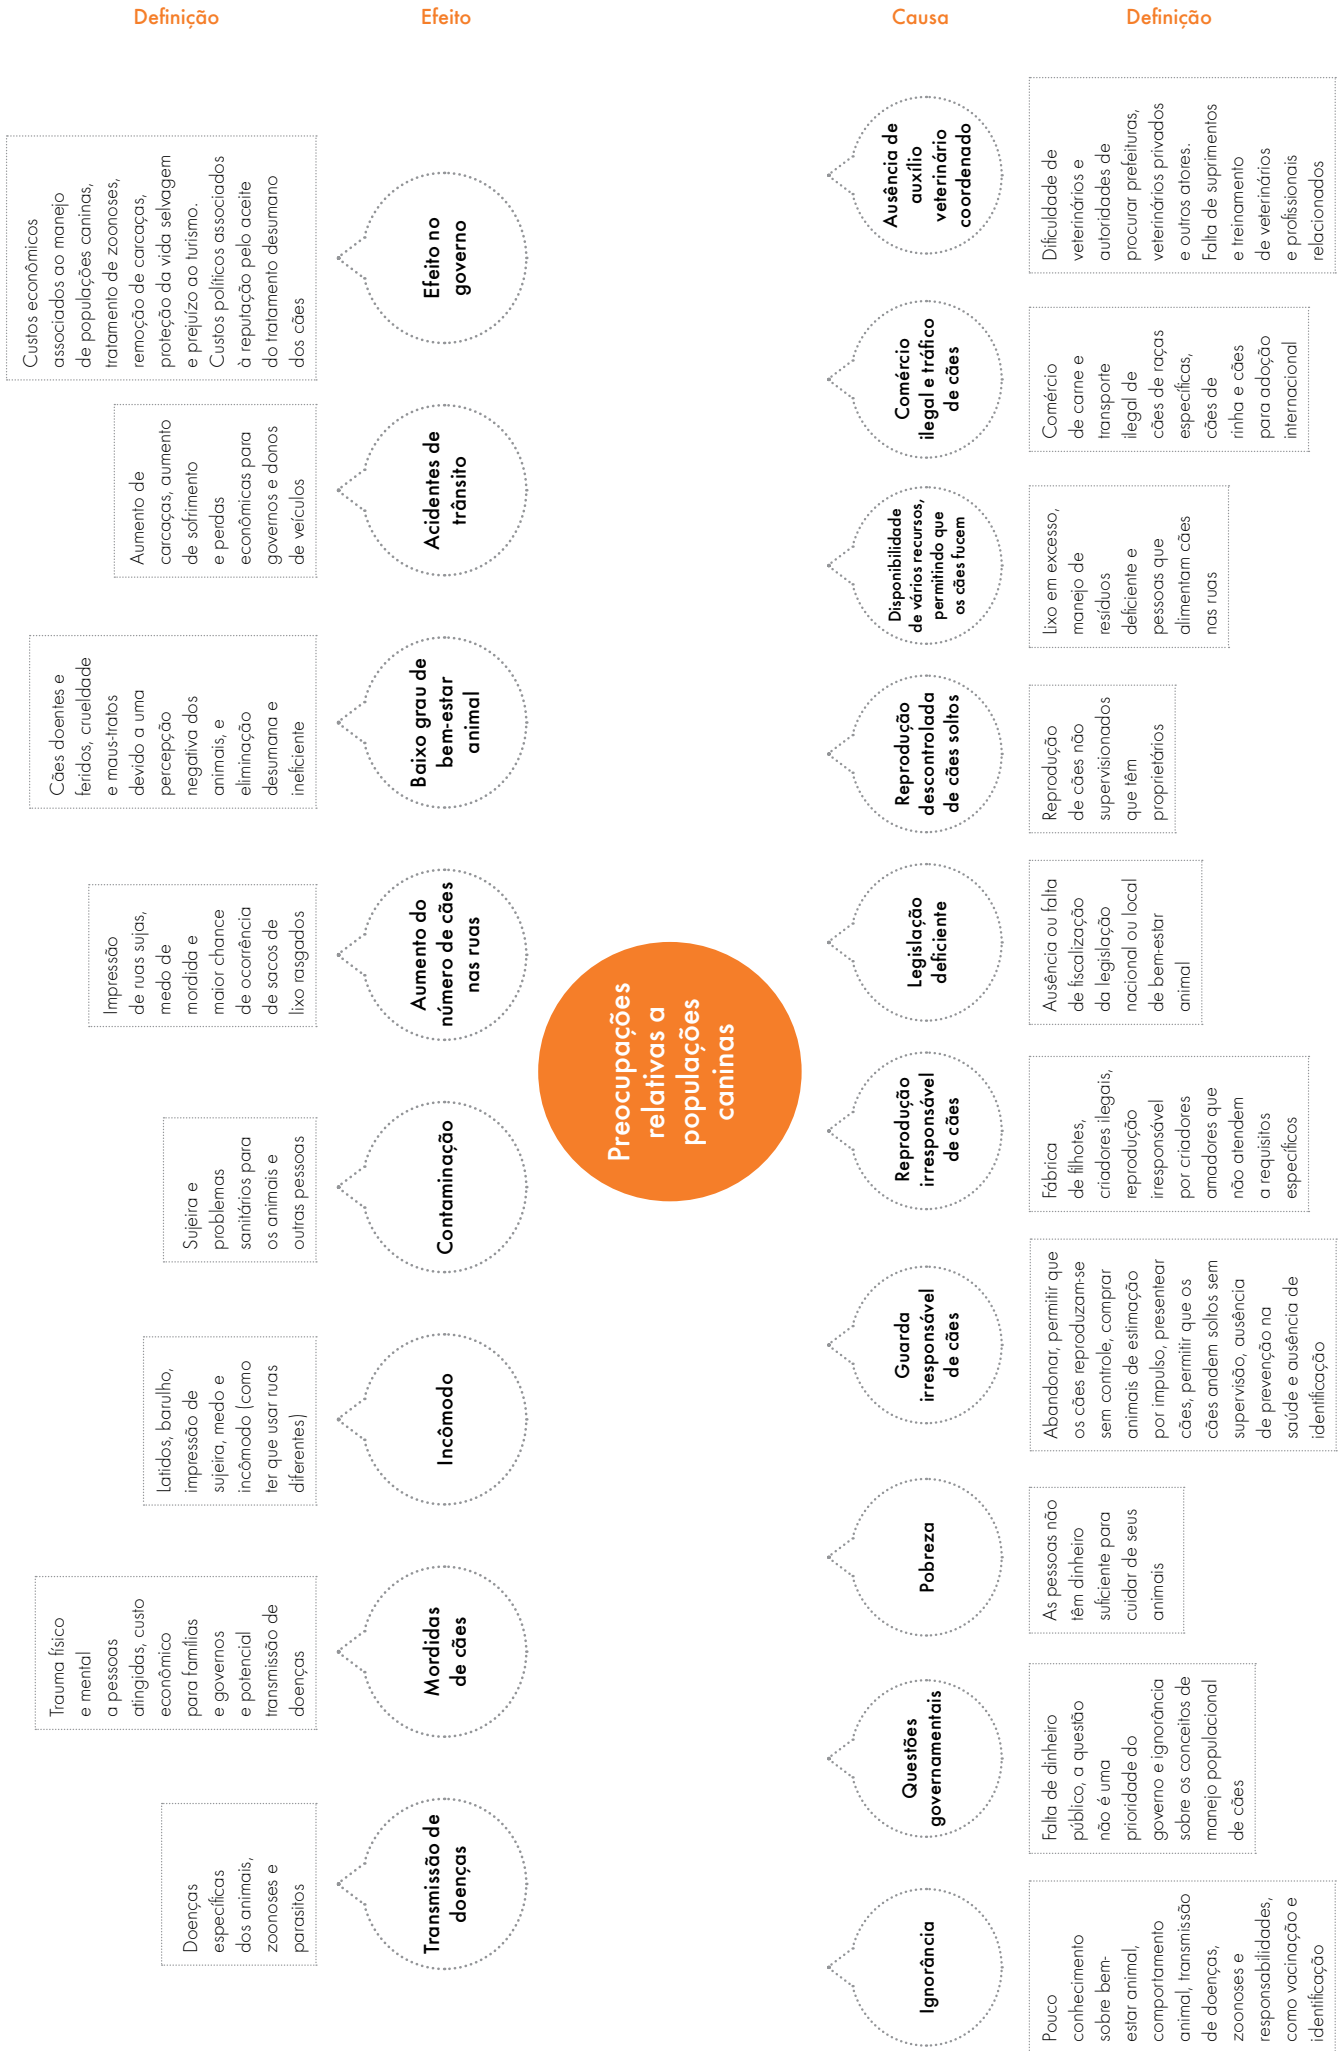 Definição
Doenças
específicas
dos animais,
zoonoses e
parasitos
Trauma físico
e mental
a pessoas
atingidas, custo
econômico
para famílias
e governos
e potencial
transmissão de
doenças
Latidos, barulho,
impressão de
sujeira, medo e
incômodo (como
ter que usar ruas
diferentes)
Sujeira e
problemas
sanitários para
os animais e
outras pessoas
Impressão
de ruas sujas,
medo de
mordida e
maior chance
de ocorrência
de sacos de
lixo rasgados
Cães doentes e
feridos, crueldade
e maus-tratos
devido a uma
percepção
negativa dos
animais, e
eliminação
desumana e
ineficiente
Aumento de
carcaças, aumento
de sofrimento
e perdas
econômicas para
governos e donos
de veículos
Custos econômicos
associados ao manejo
de populações caninas,
tratamento de zoonoses,
remoção de carcaças,
proteção da vida selvagem
e prejuízo ao turismo.
Custos políticos associados
à reputação pelo aceite
do tratamento desumano
dos cães
Efeito
Transmissão de
doenças
Mordidas
de cães
Incômodo
Contaminação
Aumento do
número de cães
nas ruas
Baixo grau de
bem-estar
animal
Acidentes de
trânsito
Efeito no
governo
Preocupações
relativas a
populações
caninas
Causa
Ignorância
Questões
governamentais
Pobreza
Guarda
irresponsável
de cães
Reprodução
irresponsável
de cães
Legislação
deficiente
Reprodução
descontrolada
de cães soltos
Disponibilidade
de vários recursos,
permitindo que
os cães fucem
Comércio
ilegal e tráfico
de cães
Ausência de
auxílio
veterinário
coordenado
Definição
Pouco
conhecimento
sobre bem-
estar animal,
comportamento
animal, transmissão
de doenças,
zoonoses e
responsabilidades,
como vacinação e
identificação
Falta de dinheiro
público, a questão
não é uma
prioridade do
governo e ignorância
sobre os conceitos de
manejo populacional
de cães
As pessoas não
têm dinheiro
suficiente para
cuidar de seus
animais
Abandonar, permitir que
os cães reproduzam-se
sem controle, comprar
animais de estimação
por impulso, presentear
cães, permitir que os
cães andem soltos sem
supervisão, ausência
de prevenção na
saúde e ausência de
identificação
Fábrica
de filhotes,
criadores ilegais,
reprodução
irresponsável
por criadores
amadores que
não atendem
a requisitos
específicos
Ausência ou falta
de fiscalização
da legislação
nacional ou local
de bem-estar
animal
Reprodução
de cães não
supervisionados
que têm
proprietários
Lixo em excesso,
manejo de
resíduos
deficiente e
pessoas que
alimentam cães
nas ruas
Comércio
de carne e
transporte
ilegal de
cães de raças
específicas,
cães de
rinha e cães
para adoção
internacional
Dificuldade de
veterinários e
autoridades de
procurar prefeituras,
veterinários privados
e outros atores.
Falta de suprimentos
e treinamento
de veterinários
e profissionais
relacionados